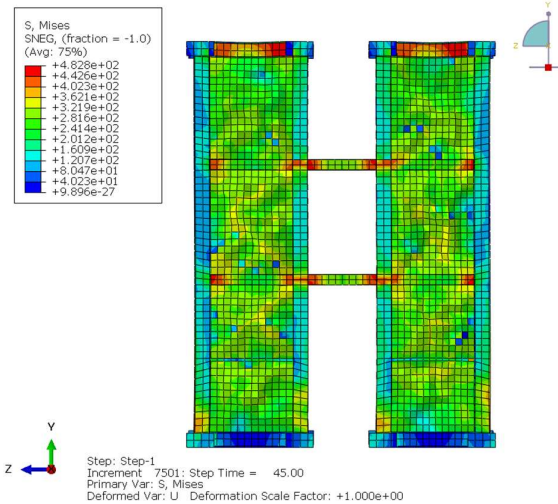 S, Mises
SNEG, (fraction = -1.0)
(Avg: 75%)
+4.828e+02
+4.426e+02
+4.023e+02
+3.621e+02
+3.219e+02
+2.816e+02
+2.414e+02
+2.012e+02
+1.609e+02
+1.207e+02
+8.047e+01
+4.023e+01
+9.896e-27
Y
Z
Y
Z
Step: Step-1
Increment 7501: Step Time = 45.00
Primary Var: S, Mises
Deformed Var: U Deformation Scale Factor: +1.000e+00